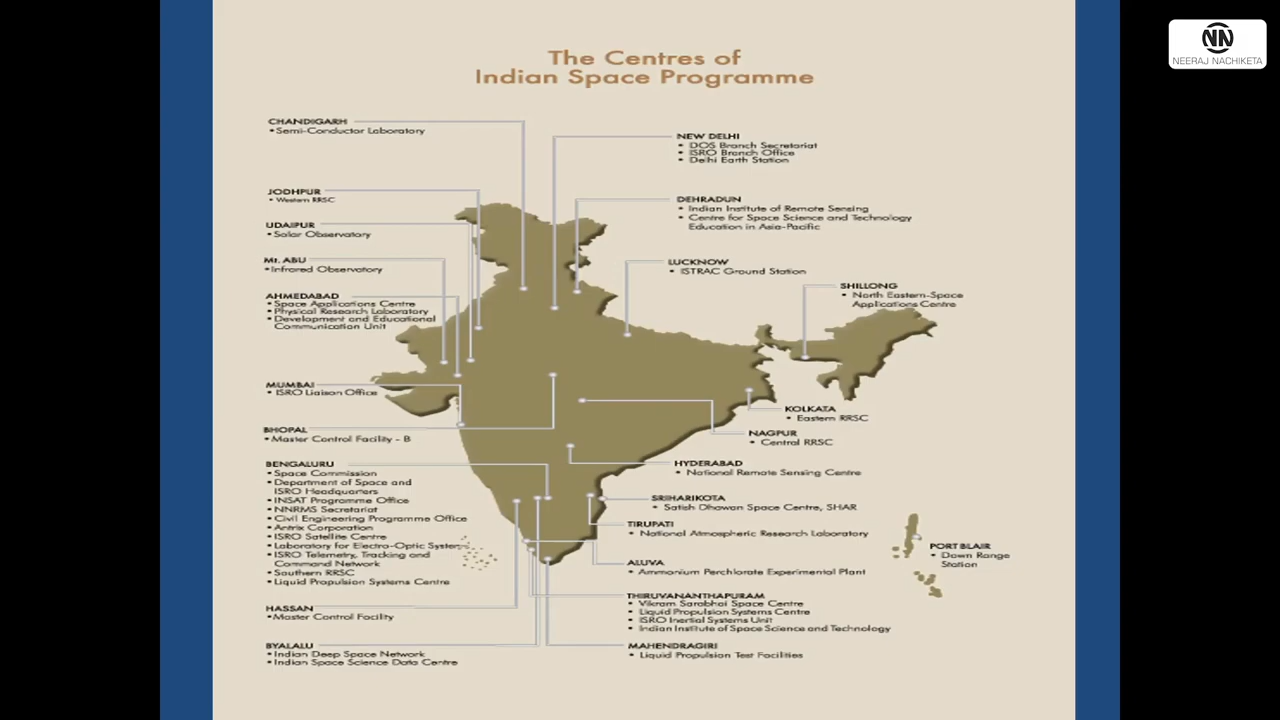 NN
NEERAJ NACHIKETA
The Centres of
Indian Space Programme
CHANDIGARH
• Semi-Conductor Laboratory
JODHPUR
• Western RRSC
UDAIPUR
• Solar Observatory
Mt. ABU
• Infrared Observatory
AHMEDABAD
• Space Applications Centre
• Physical Research Laboratory
• Development and Educational
Communication Unit
MUMBAI
• ISRO Liaison Office
BHOPAL
• Master Control Facility - B
BENGALURU
• Space Commission
• Department of Space and
ISRO Headquarters
• INSAT Programme Office
• NNRMS Secretariat
• Civil Engineering Programme Office
• Antrix Corporation
• ISRO Satellite Centre
• Laboratory for Electro-Optic Systems
• ISRO Telemetry, Tracking and
Command Network
• Southern RRSC
• Liquid Propulsion Systems Centre
HASSAN
• Master Control Facility
BYALALU
• Indian Deep Space Network
• Indian Space Science Data Centre
NEW DELHI
• DOS Branch Secretariat
• ISRO Branch Office
• Delhi Earth Station
DEHRADUN
• Indian Institute of Remote Sensing
• Centre for Space Science and Technology
Education in Asia-Pacific
LUCKNOW
• ISTRAC Ground Station
SHILLONG
• North Eastern-Space
Applications Centre
KOLKATA
• Eastern RRSC
NAGPUR
• Central RRSC
HYDERABAD
• National Remote Sensing Centre
SRIHARIKOTA
• Satish Dhawan Space Centre, SHAR
TIRUPATI
• National Atmospheric Research Laboratory
PORT BLAIR
• Down Range
Station
ALUVA
• Ammonium Perchlorate Experimental Plant
THIRUVANANTHAPURAM
• Vikram Sarabhai Space Centre
• Liquid Propulsion Systems Centre
• ISRO Inertial Systems Unit
• Indian Institute of Space Science and Technology
MAHENDRAGIRI
• Liquid Propulsion Test Facilities